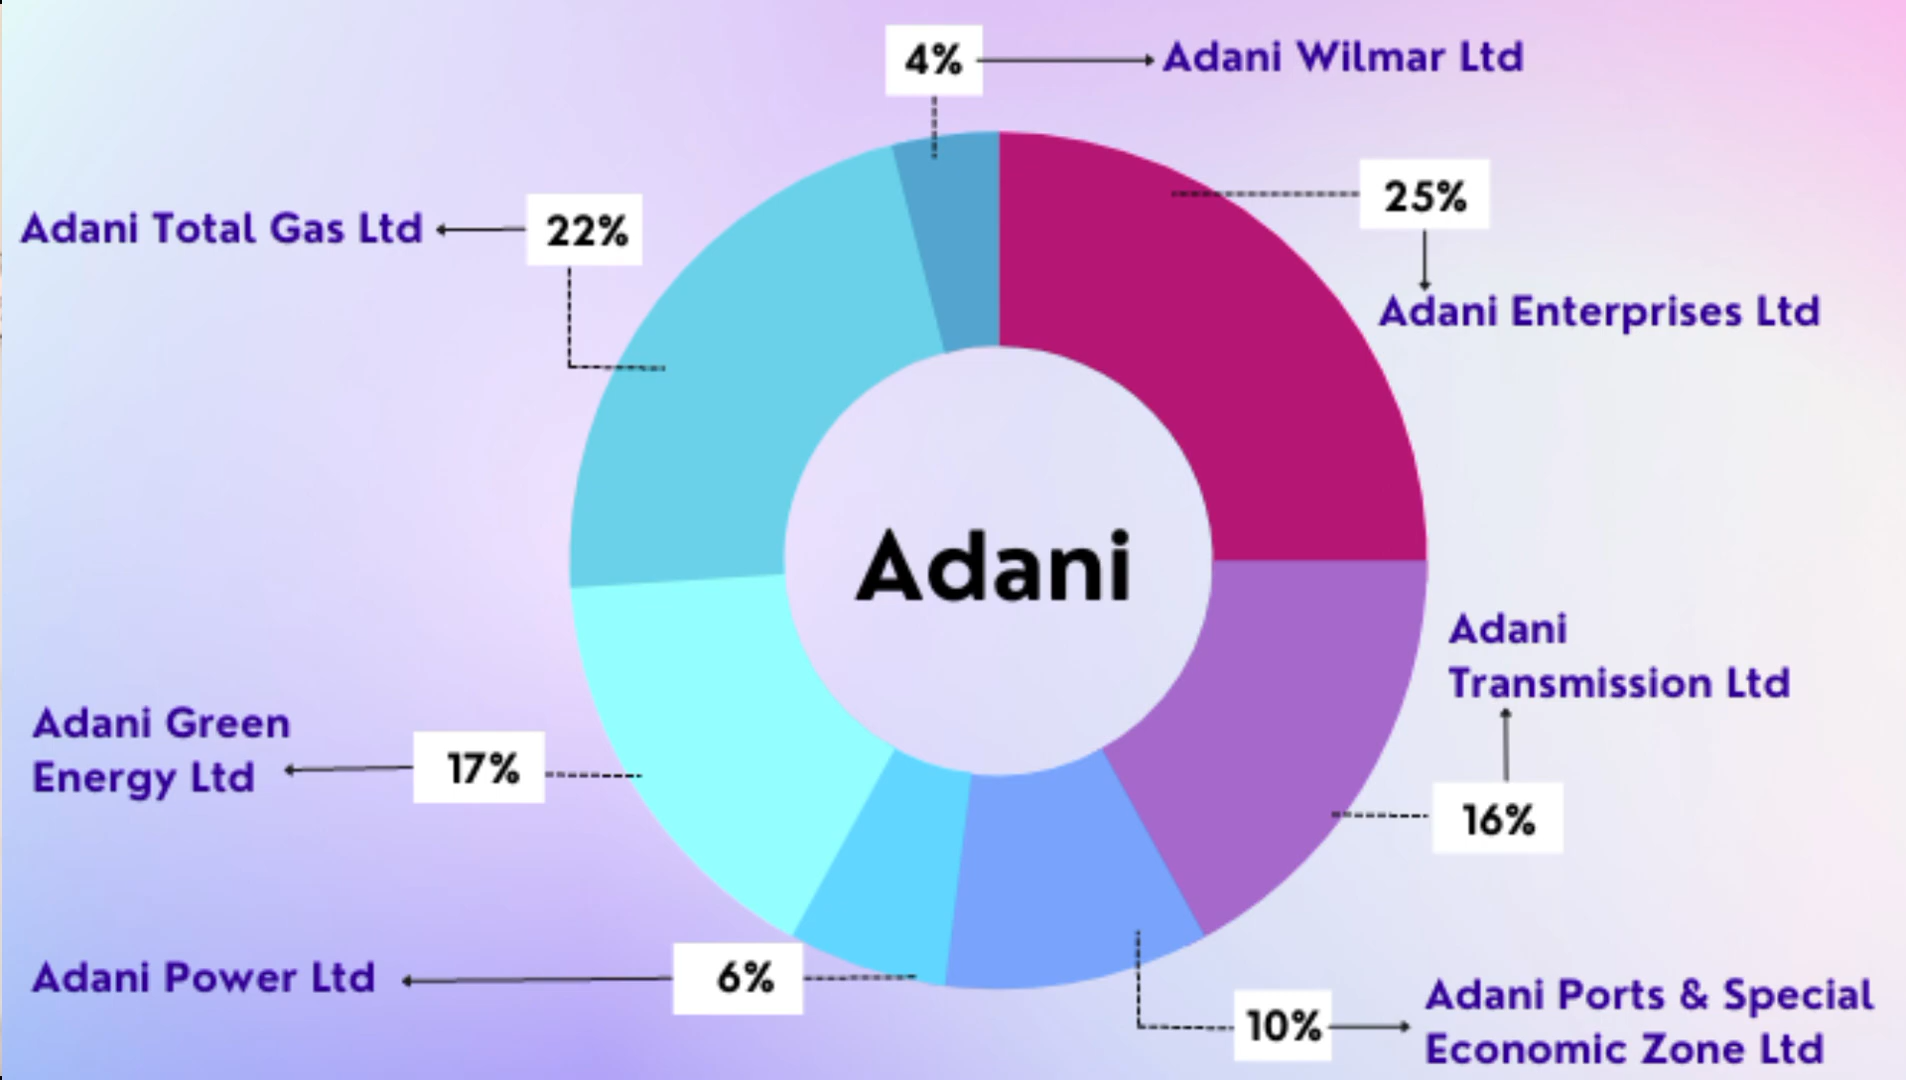 4%
Adani Wilmar Ltd
25%
Adani Enterprises Ltd
Adani Total Gas Ltd
22%
Adani
Adani
Transmission Ltd
16%
Adani Green
Energy Ltd
17%
Adani Power Ltd
6%
10%
Adani Ports & Special
Economic Zone Ltd